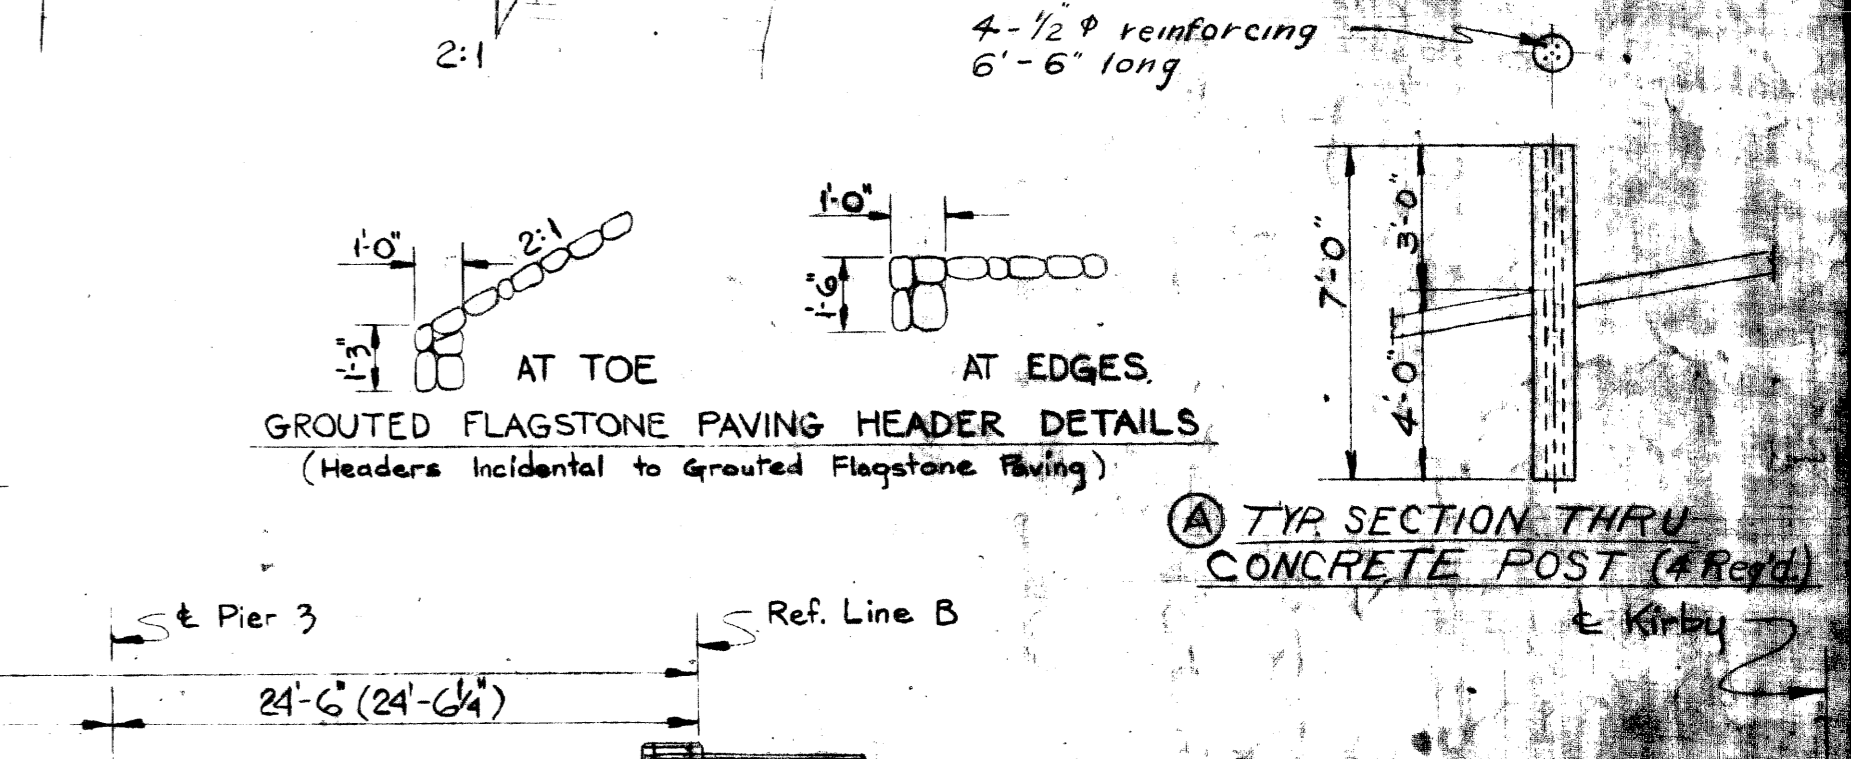 2:1
4-1/2" φ reinforcing
6'-6" long
1'-0"
2:1
1'-3"
AT TOE
1'-0"
1'-6"
AT EDGES.
GROUTED FLAGSTONE PAVING HEADER DETAILS
(Headers Incidental to Grouted Flagstone Paving)
7'-0"
3'-0"
4'-0"
A TYP. SECTION THRU
CONCRETE POST (4 Req'd.)
℄ Pier 3
Ref. Line B
℄ Kirby
24'-6" (24'-6¼")